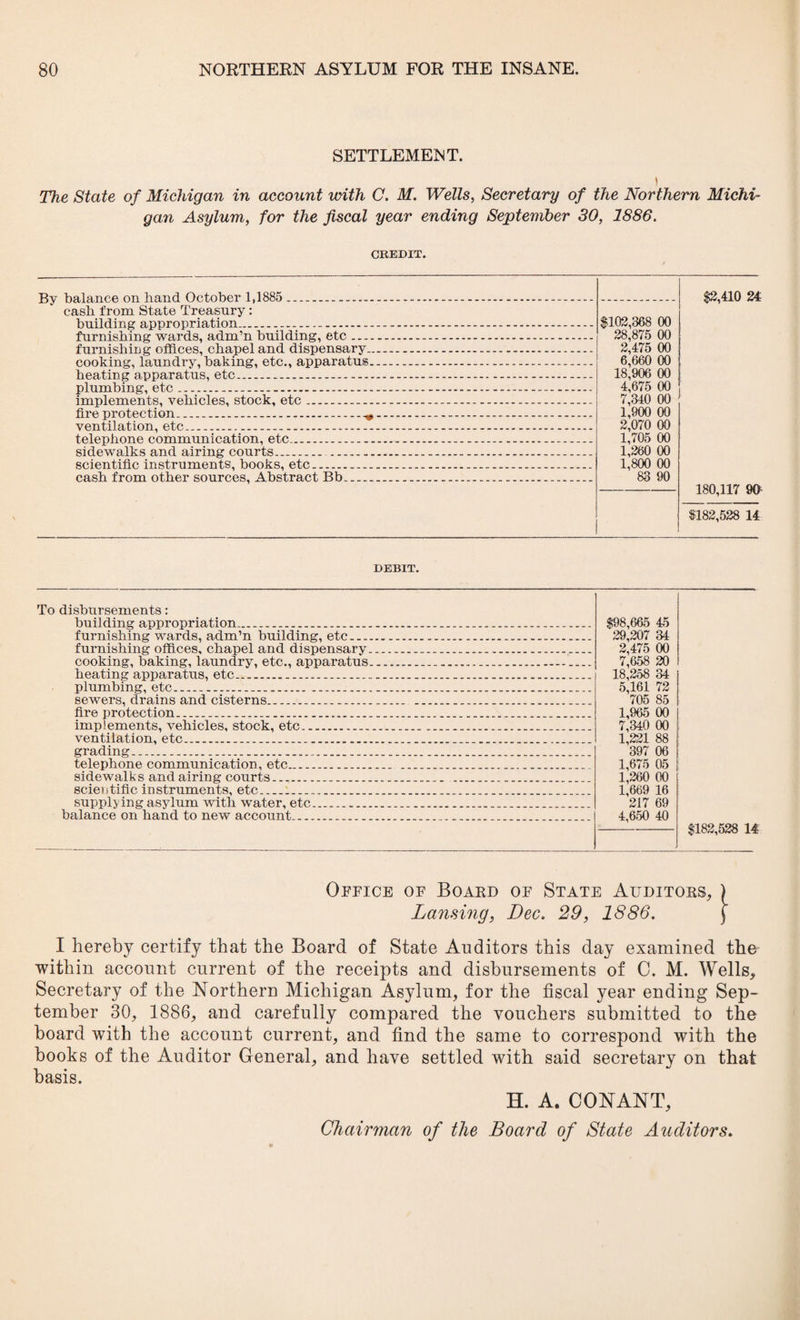 80 NORTHERN ASYLUM FOR THE INSANE.
SETTLEMENT.
The State of Michigan in account with C. M. Wells, Secretary of the Northern Michi-
gan Asylum, for the fiscal year ending September 30, 1886.
CREDIT.
By balance on hand October 1,1885 $2,410 24
cash from State Treasury:
building appropriation $102,368 00
furnishing wards, adm’n building, etc 28,875 00
furnishing offices, chapel and dispensary 2,475 00
cooking, laundry, baking, etc., apparatus 6,660 00
heating apparatus, etc 18,906 00
plumbing, etc 4,675 00
implements, vehicles, stock, etc 7,340 00
fire protection 1,900 00
ventilation, etc 2,070 00
telephone communication, etc 1,705 00
sidewalks and airing courts 1,260 00
scientific instruments, books, etc 1,800 00
cash from other sources, Abstract Bb 83 90
180,117 90
$182,528 14
DEBIT.
To disbursements:
building appropriation $98,665 45
furnishing wards, adm’n building, etc 29,207 34
furnishing offices, chapel and dispensary 2,475 00
cooking, baking, laundry, etc., apparatus 7,658 20
heating apparatus, etc 18,258 34
plumbing, etc 5,161 72
sewers, drains and cisterns 705 85
fire protection 1,965 00
implements, vehicles, stock, etc 7,340 00
ventilation, etc 1,221 88
grading 397 06
telephone communication, etc 1,675 05
sidewalks and airing courts 1,260 00
scientific instruments, etc 1,669 16
supplying asylum with water, etc 217 69
balance on hand to new account 4,650 40
$182,528 14
OFFICE OF BOARD OF STATE AUDITORS, }
Lansing, Dec. 29, 1886. }
I hereby certify that the Board of State Auditors this day examined the
within account current of the receipts and disbursements of C. M. Wells,
Secretary of the Northern Michigan Asylum, for the fiscal year ending Sep-
tember 30, 1886, and carefully compared the vouchers submitted to the
board with the account current, and find the same to correspond with the
books of the Auditor General, and have settled with said secretary on that
basis.
H. A. CONANT,
Chairman of the Board of State Auditors.